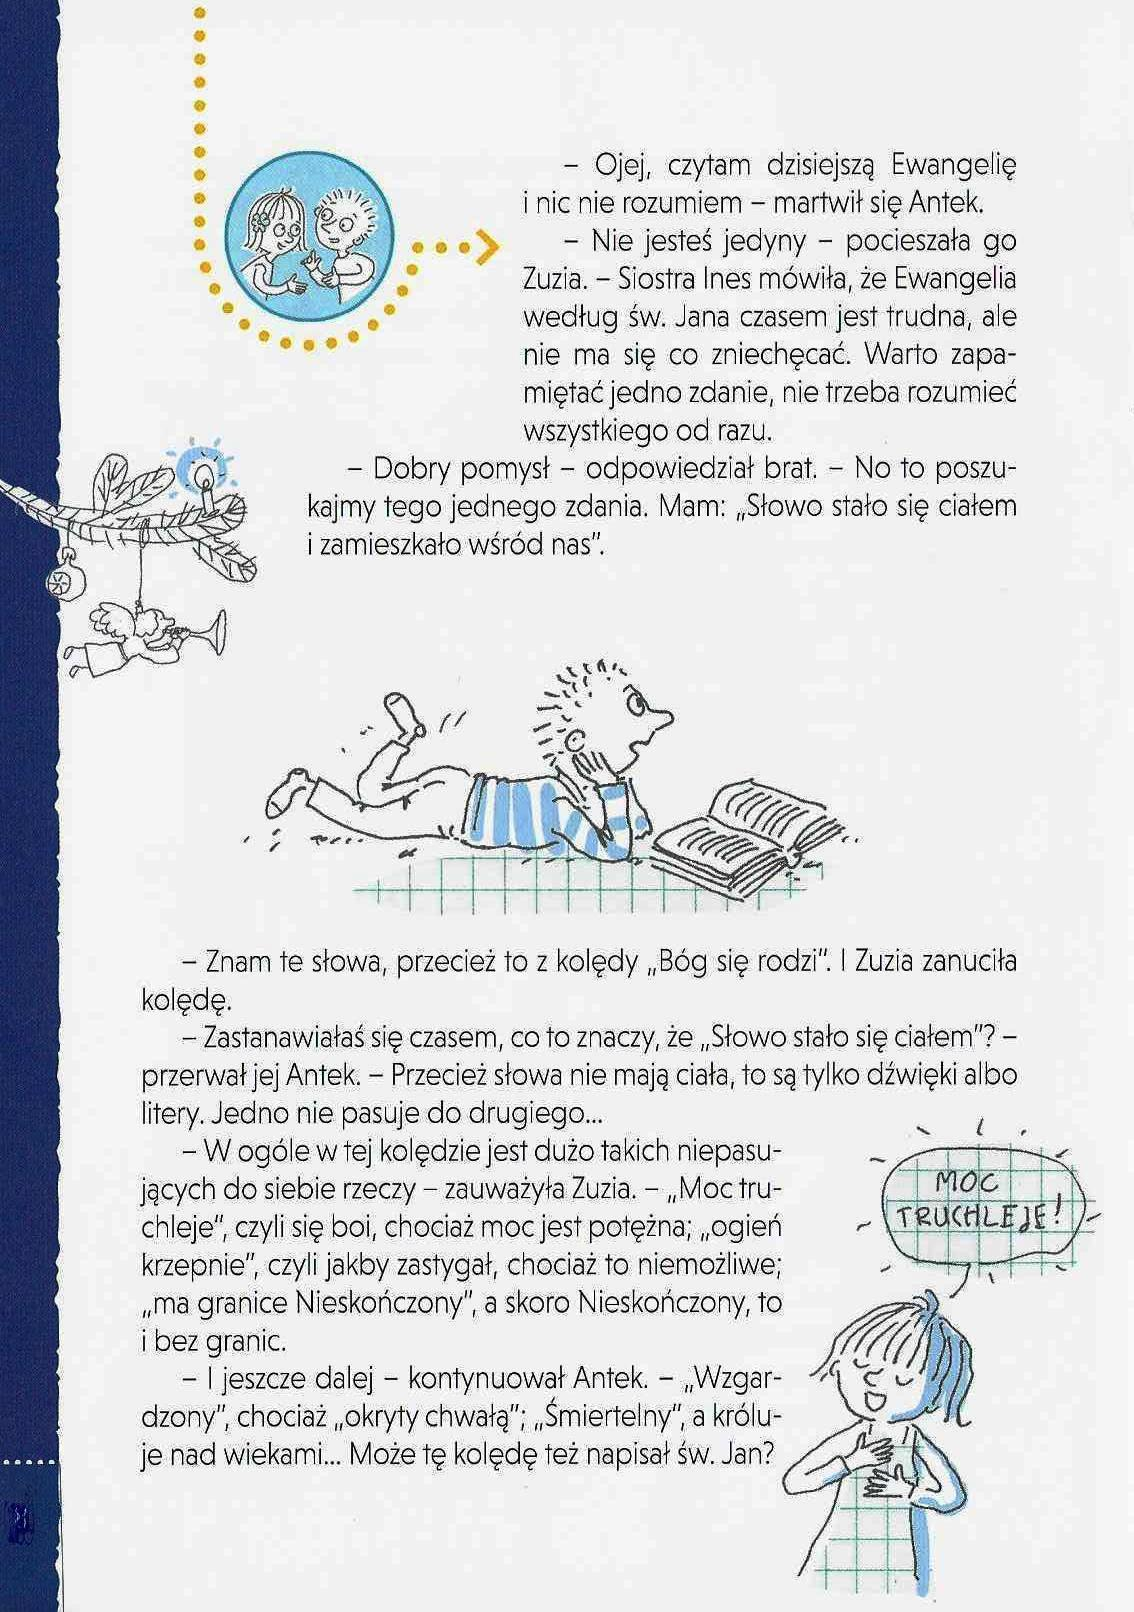 – Ojej, czytam dzisiejszą Ewangelię
i nic nie rozumiem – martwił się Antek.
– Nie jesteś jedyny – pocieszała go
Zuzia. – Siostra Ines mówiła, że Ewangelia
według św. Jana czasem jest trudna, ale
nie ma się co zniechęcać. Warto zapa-
miętać jedno zdanie, nie trzeba rozumieć
wszystkiego od razu.
– Dobry pomysł – odpowiedział brat. – No to poszu-
kajmy tego jednego zdania. Mam: „Słowo stało się ciałem
i zamieszkało wśród nas”.
– Znam te słowa, przecież to z kolędy „Bóg się rodzi”. I Zuzia zanuciła
kolędę.
– Zastanawiałaś się czasem, co to znaczy, że „Słowo stało się ciałem”? –
przerwał jej Antek. – Przecież słowa nie mają ciała, to są tylko dźwięki albo
litery. Jedno nie pasuje do drugiego...
– W ogóle w tej kolędzie jest dużo takich niepasu-
jących do siebie rzeczy – zauważyła Zuzia. – „Moc tru-
chleje”, czyli się boi, chociaż moc jest potężna; „ogień
krzepnie”, czyli jakby zastygał, chociaż to niemożliwe;
„ma granice Nieskończony”, a skoro Nieskończony, to
i bez granic.
– I jeszcze dalej – kontynuował Antek. – „Wzgar-
dzony”, chociaż „okryty chwałą”; „Śmiertelny”, a królu-
je nad wiekami... Może tę kolędę też napisał św. Jan?
MOC
TRUCHLEJE!